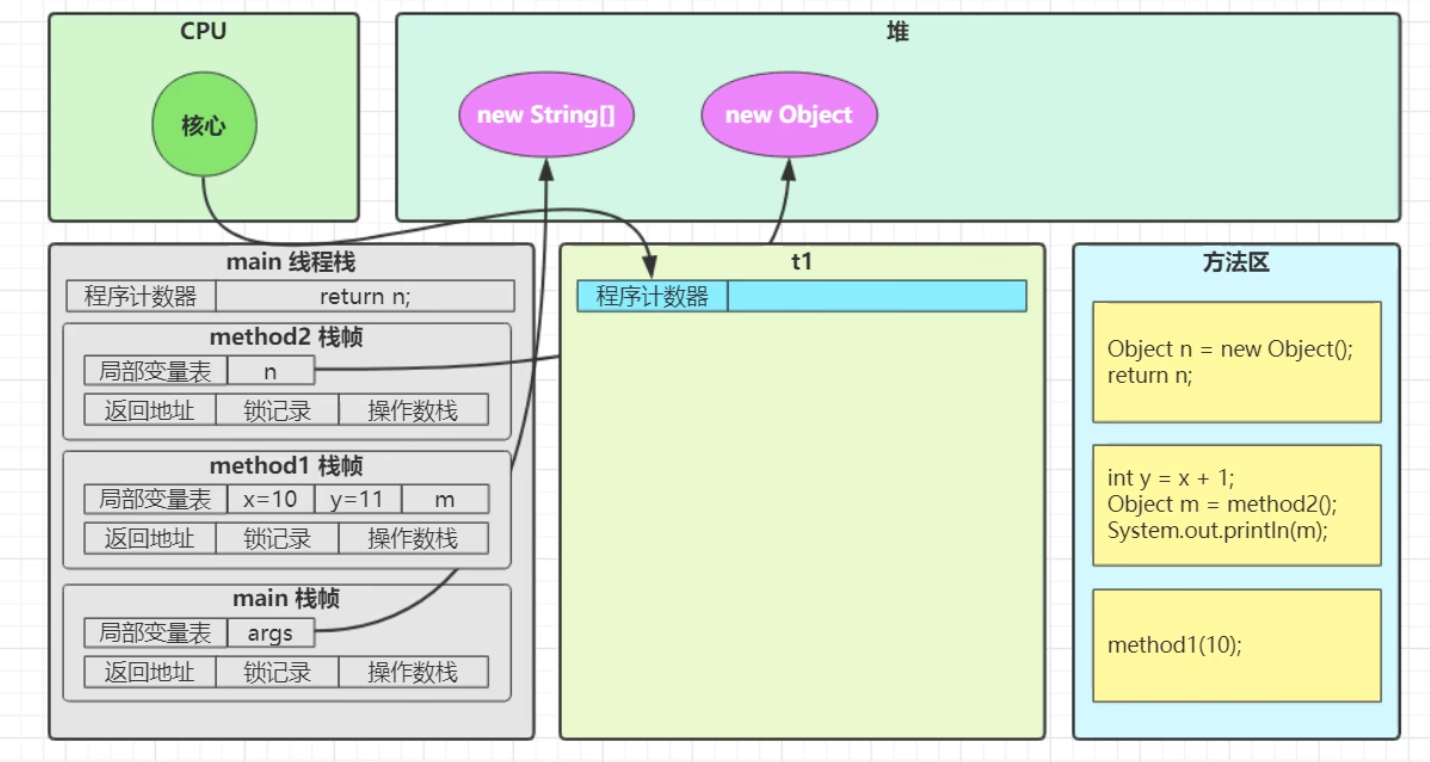 CPU
核心
堆
new String[]
new Object
main 线程栈
程序计数器 return n;
method2 栈帧
局部变量表 n
返回地址 锁记录 操作数栈
method1 栈帧
局部变量表 x=10 y=11 m
返回地址 锁记录 操作数栈
main 栈帧
局部变量表 args
返回地址 锁记录 操作数栈
t1
程序计数器
方法区
Object n = new Object();
return n;
int y = x + 1;
Object m = method2();
System.out.println(m);
method1(10);